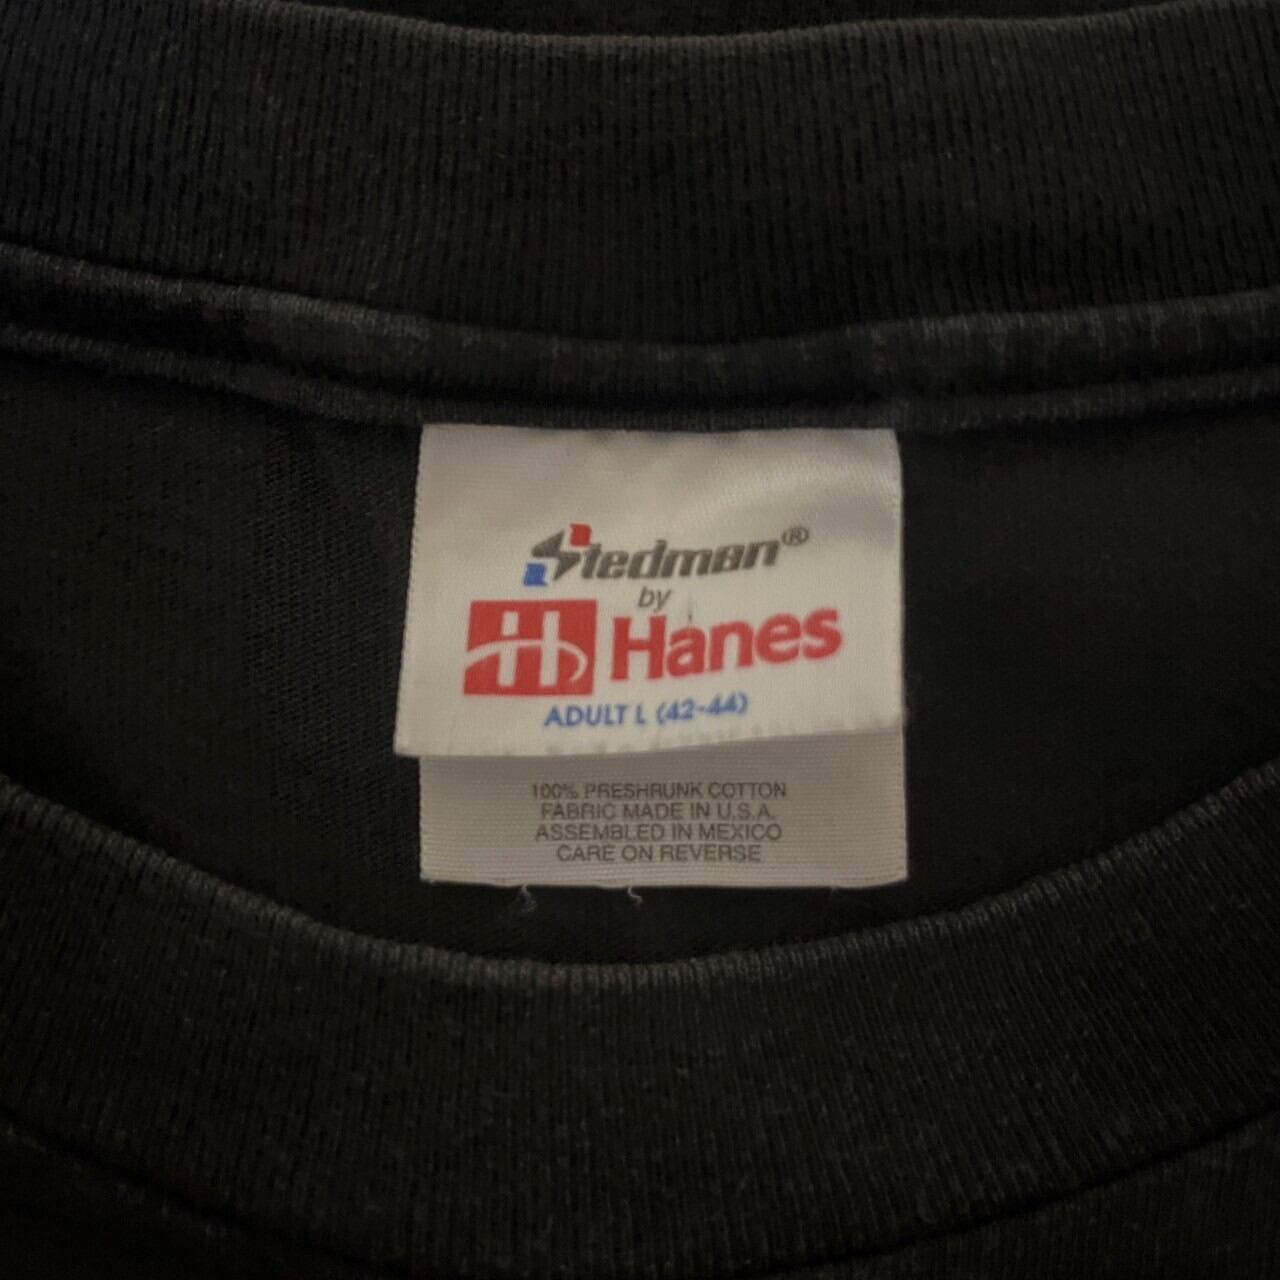 Stedman®
by
Hanes
ADULT L (42-44)
100% PRESHRUNK COTTON
FABRIC MADE IN U.S.A.
ASSEMBLED IN MEXICO
CARE ON REVERSE